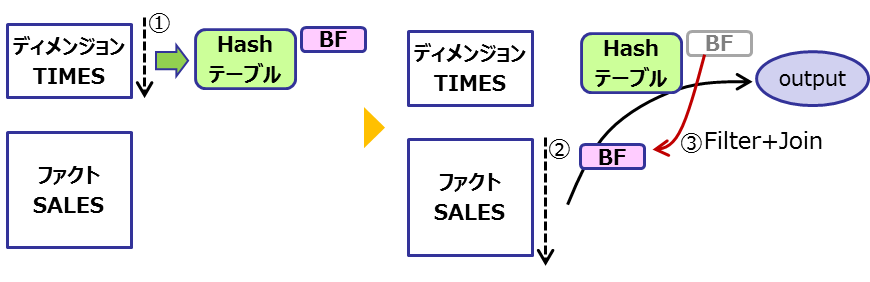 ディメンジョン
TIMES
①
Hash
テーブル
BF
ファクト
SALES
ディメンジョン
TIMES
Hash
テーブル
BF
output
ファクト
SALES
②
BF
③Filter+Join